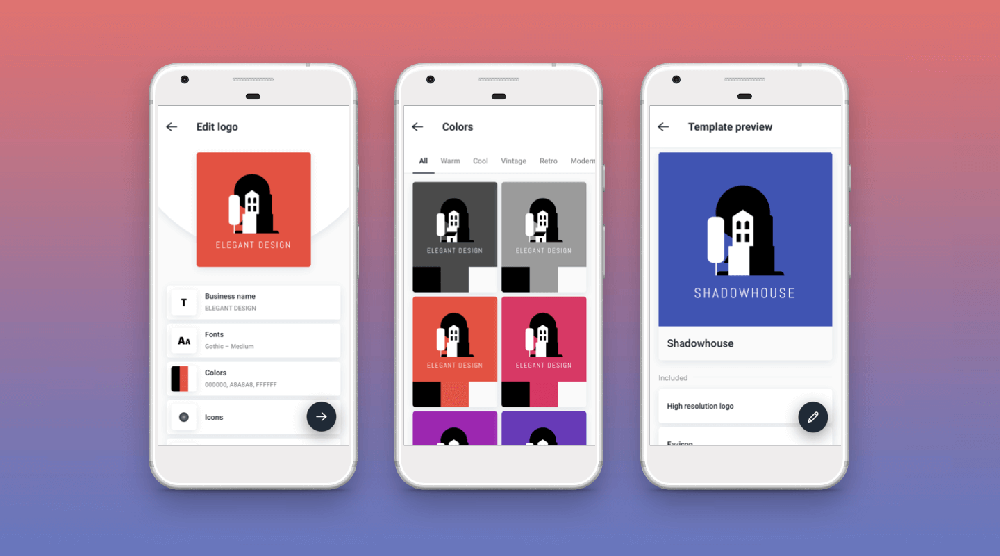 Edit logo
ELEGANT DESIGN
Business name
ELEGANT DESIGN
Fonts
Gothic – Medium
Colors
000000, ABABAB, FFFFFF
Icons
Colors
All Warm Cool Vintage Retro Modern
ELEGANT DESIGN
ELEGANT DESIGN
ELEGANT DESIGN
ELEGANT DESIGN
Template preview
SHADOWHOUSE
Shadowhouse
Included
High resolution logo
Favicon